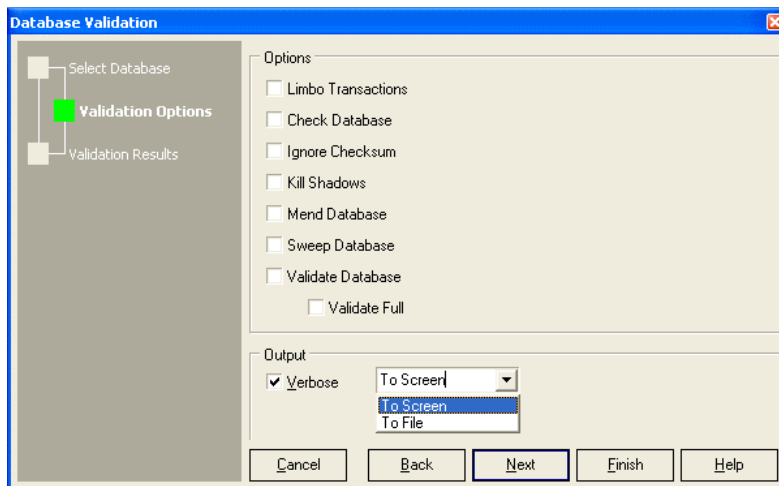 Database Validation
Select Database
Validation Options
Validation Results
Options
Limbo Transactions
Check Database
Ignore Checksum
Kill Shadows
Mend Database
Sweep Database
Validate Database
Validate Full
Output
Verbose
To Screen
To Screen
To File
Cancel
Back
Next
Finish
Help